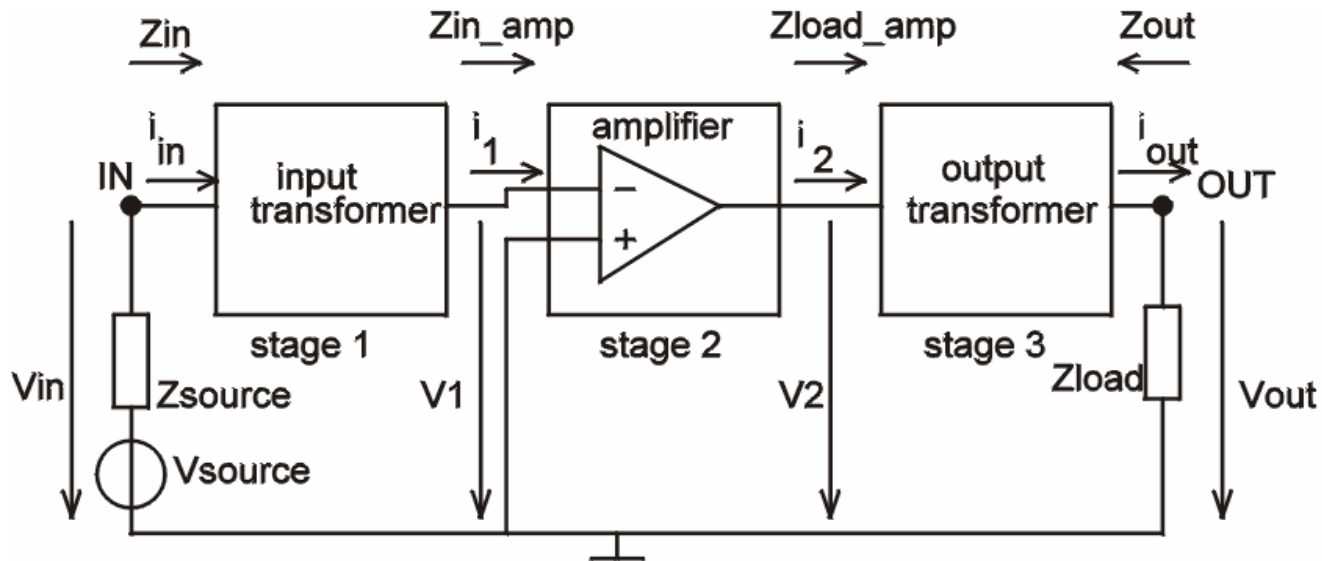 Zin
Zin_amp
Zload_amp
Zout
i in
i 1
amplifier
i 2
i out
IN
input
transformer
−
+
output
transformer
OUT
stage 1
stage 2
stage 3
Vin
Zsource
V1
V2
Zload
Vout
Vsource